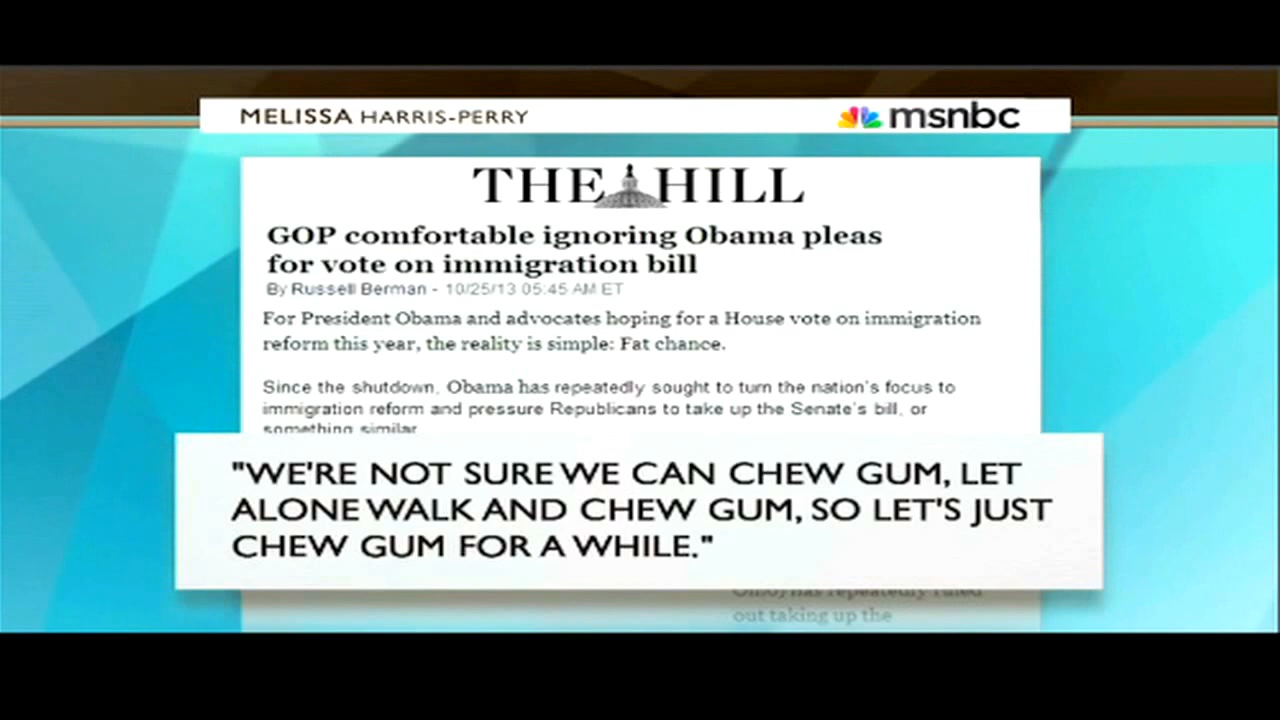 MELISSA HARRIS-PERRY
msnbc
THE HILL
GOP comfortable ignoring Obama pleas
for vote on immigration bill
By Russell Berman - 10/25/13 05:45 AM ET
For President Obama and advocates hoping for a House vote on immigration
reform this year, the reality is simple: Fat chance.
Since the shutdown, Obama has repeatedly sought to turn the nation's focus to
immigration reform and pressure Republicans to take up the Senate's bill, or
something similar
"WE'RE NOT SURE WE CAN CHEW GUM, LET
ALONE WALK AND CHEW GUM, SO LET'S JUST
CHEW GUM FOR A WHILE."
has repeatedly ruled
out taking up the